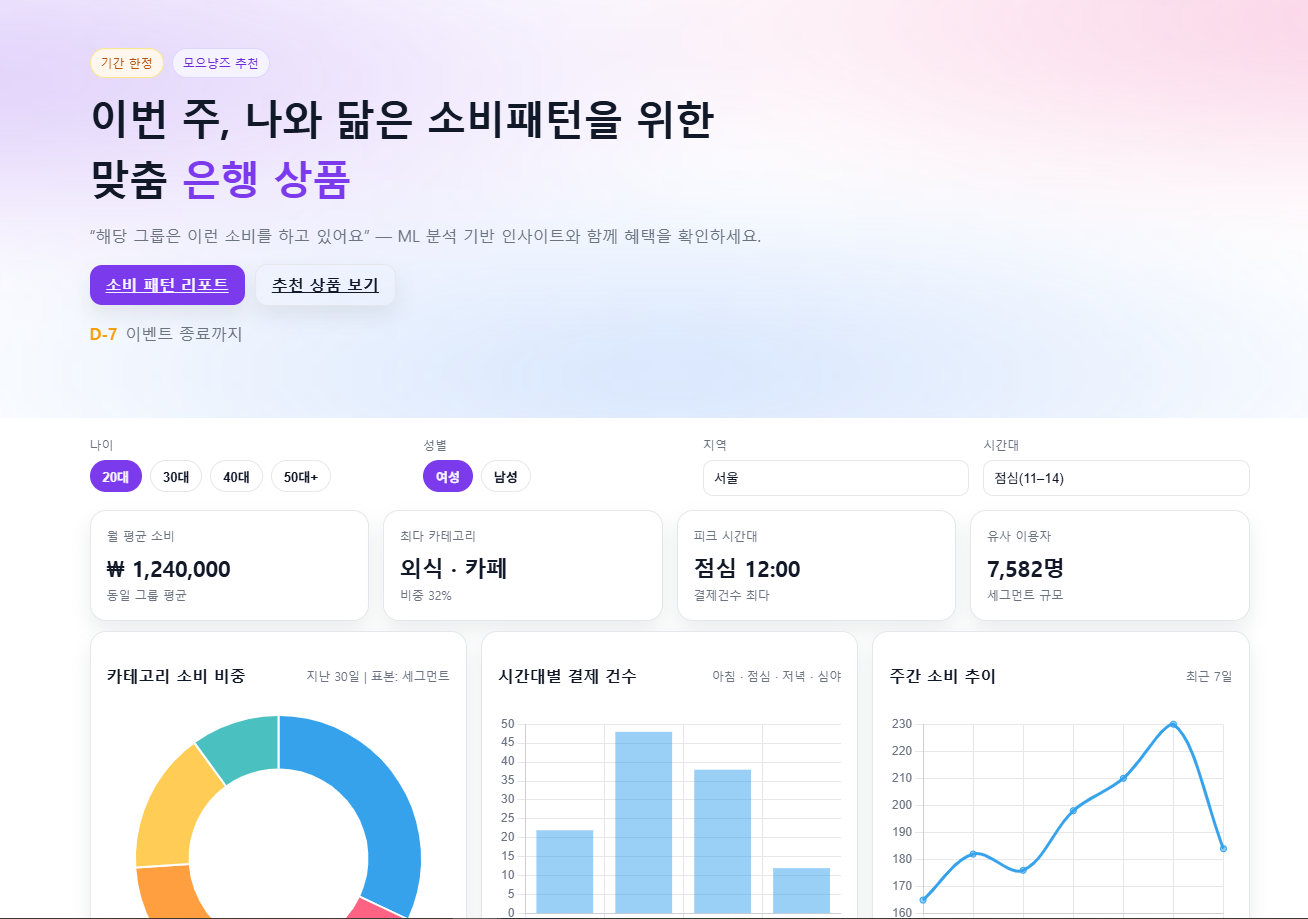 기간 한정
모으냥즈 추천
이번 주, 나와 닮은 소비패턴을 위한
맞춤 은행 상품
“해당 그룹은 이런 소비를 하고 있어요” — ML 분석 기반 인사이트와 함께 혜택을 확인하세요.
소비 패턴 리포트
추천 상품 보기
D-7 이벤트 종료까지
나이
20대
30대
40대
50대+
성별
여성
남성
지역
서울
시간대
점심(11–14)
월 평균 소비
₩ 1,240,000
동일 그룹 평균
최다 카테고리
외식 · 카페
비중 32%
피크 시간대
점심 12:00
결제건수 최다
유사 이용자
7,582명
세그먼트 규모
카테고리 소비 비중
지난 30일 | 표본: 세그먼트
시간대별 결제 건수
아침 · 점심 · 저녁 · 심야
50
45
40
35
30
25
20
15
10
5
0
주간 소비 추이
최근 7일
230
220
210
200
190
180
170
160